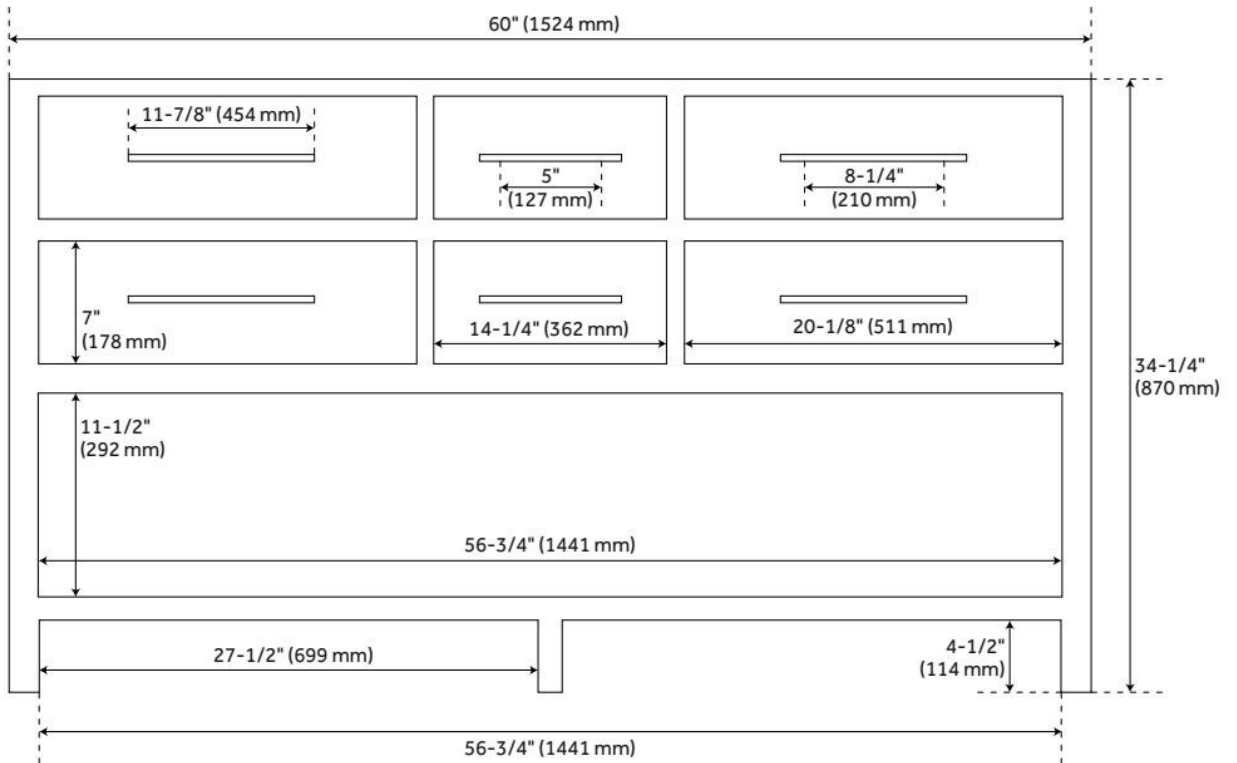 60" (1524 mm)
11-7/8" (454 mm)
5"
(127 mm)
8-1/4"
(210 mm)
7"
(178 mm)
14-1/4" (362 mm)
20-1/8" (511 mm)
34-1/4"
(870 mm)
11-1/2"
(292 mm)
56-3/4" (1441 mm)
27-1/2" (699 mm)
4-1/2"
(114 mm)
56-3/4" (1441 mm)